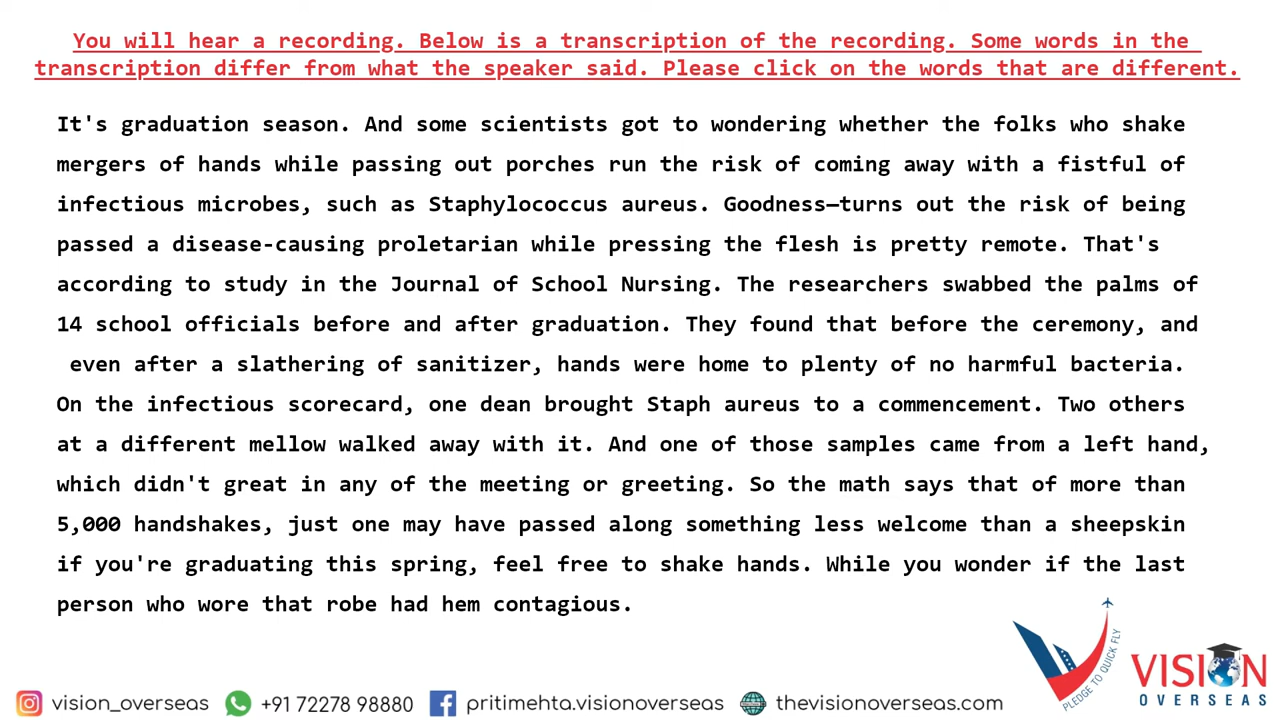 You will hear a recording. Below is a transcription of the recording. Some words in the
transcription differ from what the speaker said. Please click on the words that are different.
It's graduation season. And some scientists got to wondering whether the folks who shake
mergers of hands while passing out porches run the risk of coming away with a fistful of
infectious microbes, such as Staphylococcus aureus. Goodness—turns out the risk of being
passed a disease-causing proletarian while pressing the flesh is pretty remote. That's
according to study in the Journal of School Nursing. The researchers swabbed the palms of
14 school officials before and after graduation. They found that before the ceremony, and
even after a slathering of sanitizer, hands were home to plenty of no harmful bacteria.
On the infectious scorecard, one dean brought Staph aureus to a commencement. Two others
at a different mellow walked away with it. And one of those samples came from a left hand,
which didn't great in any of the meeting or greeting. So the math says that of more than
5,000 handshakes, just one may have passed along something less welcome than a sheepskin
if you're graduating this spring, feel free to shake hands. While you wonder if the last
person who wore that robe had hem contagious.
PLEDGE TO QUICK FLY
VISION
OVERSEAS
vision_overseas +91 72278 98880 pritimehta.visionoverseas thevisionoverseas.com